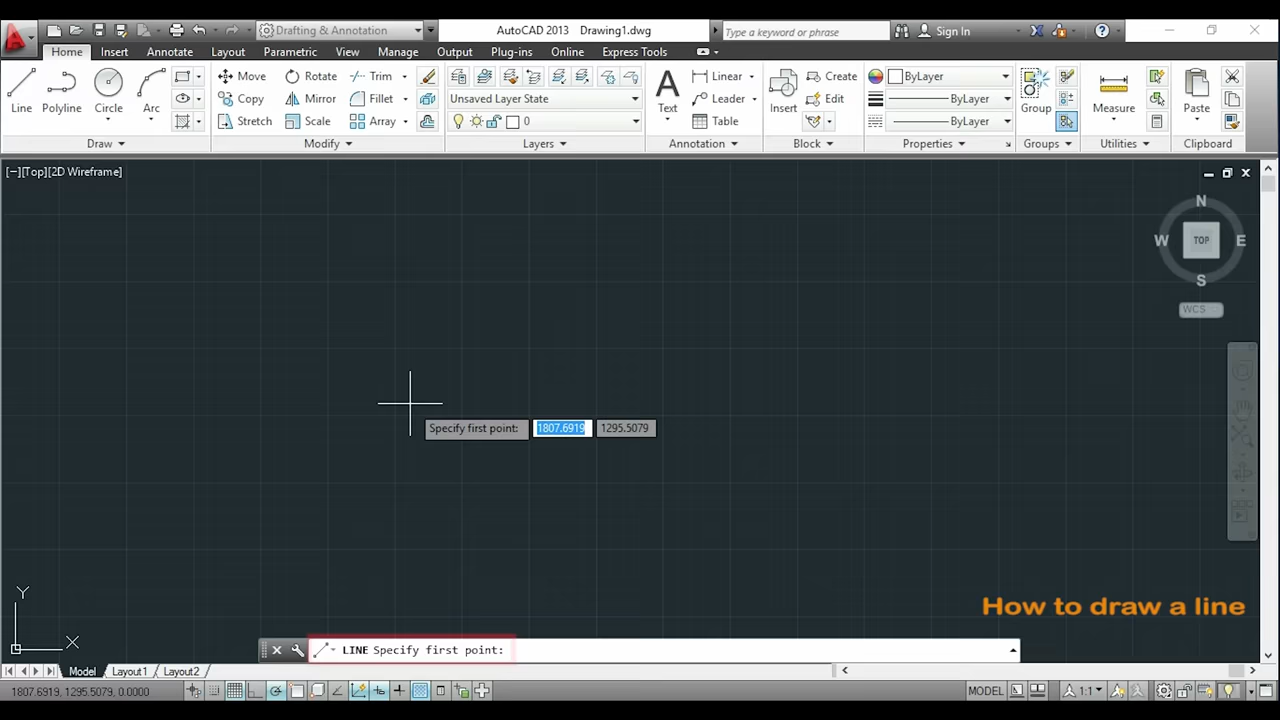 Drafting & Annotation
AutoCAD 2013 Drawing1.dwg
Type a keyword or phrase
Sign In
Home Insert Annotate Layout Parametric View Manage Output Plug-ins Online Express Tools
Line Polyline Circle Arc
Move Rotate Trim
Copy Mirror Fillet
Stretch Scale Array
Unsaved Layer State
0
A
Text
Linear
Leader
Table
Insert
Create
Edit
ByLayer
ByLayer
ByLayer
Group
Measure
Paste
Draw Modify Layers Annotation Block Properties Groups Utilities Clipboard
[−][Top][2D Wireframe]
N
W TOP E
S
WCS
Specify first point: 1807.6919 1295.5079
How to draw a line
Y
X
LINE Specify first point:
Model Layout1 Layout2
1807.6919, 1295.5079, 0.0000
MODEL
1:1